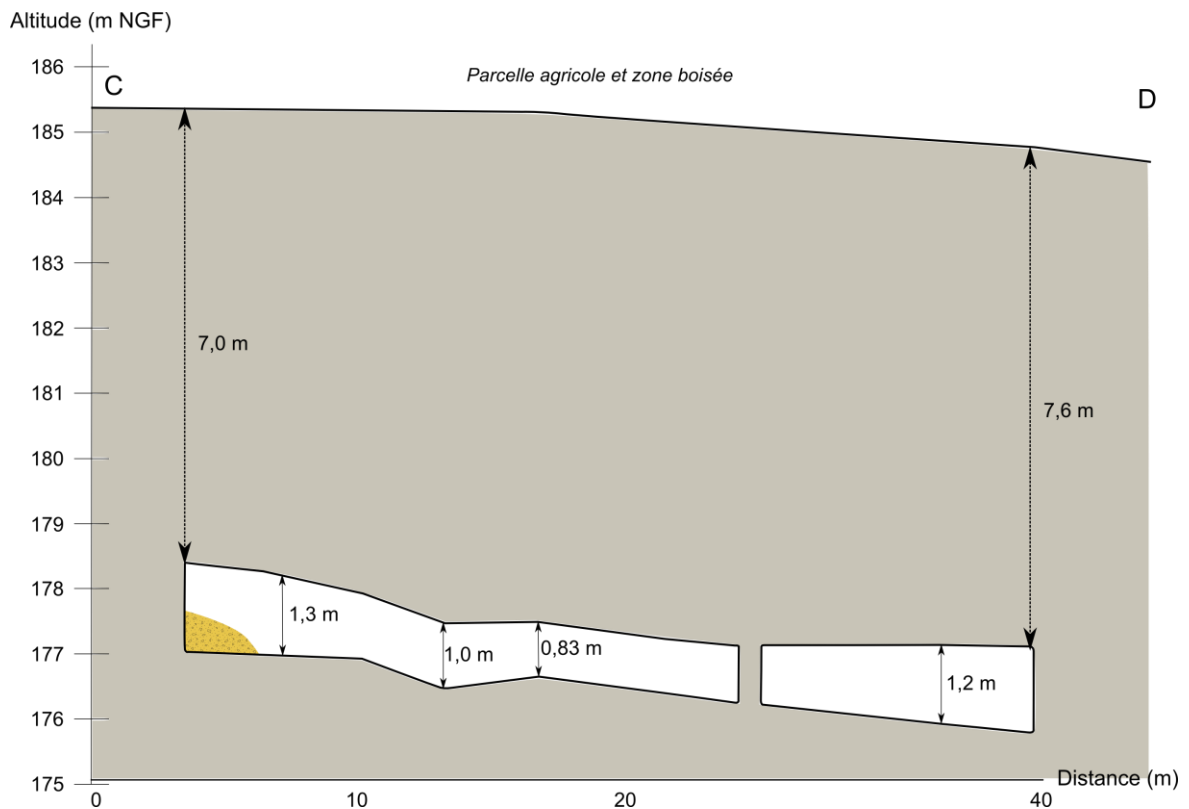 Altitude (m NGF)
186
C
Parcelle agricole et zone boisée
D
185
184
183
182
7,0 m
181
7,6 m
180
179
178
1,3 m
177
1,0 m
0,83 m
1,2 m
176
175
Distance (m)
0
10
20
40